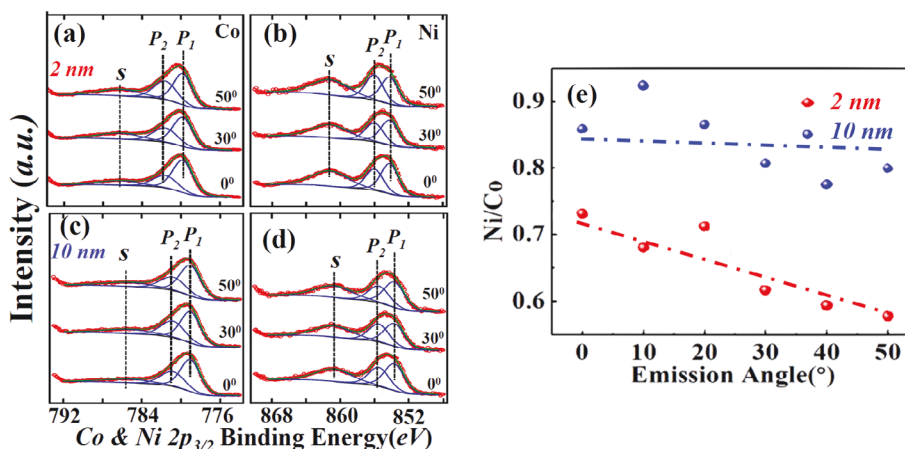 (a) Co
2 nm
S P2 P1
50⁰
30⁰
0⁰
(b) Ni
S P2 P1
50⁰
30⁰
0⁰
(c)
10 nm
S P2 P1
50⁰
30⁰
0⁰
(d)
S P2 P1
50⁰
30⁰
0⁰
Intensity (a.u.)
792 784 776 868 860 852
Co & Ni 2p3/2 Binding Energy(eV)
(e)
2 nm
10 nm
Ni/Co
0.9
0.8
0.7
0.6
0 10 20 30 40 50
Emission Angle(°)